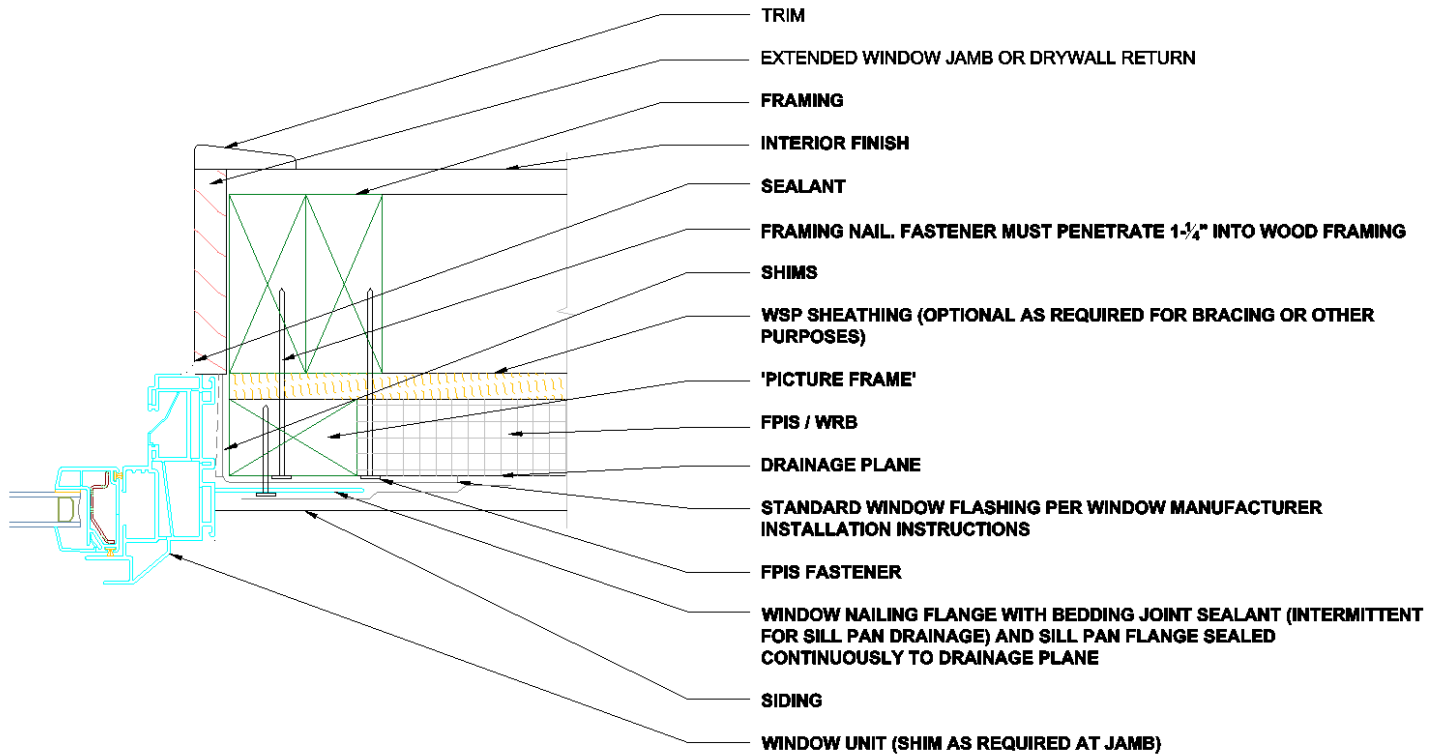 TRIM
EXTENDED WINDOW JAMB OR DRYWALL RETURN
FRAMING
INTERIOR FINISH
SEALANT
FRAMING NAIL. FASTENER MUST PENETRATE 1-1/4" INTO WOOD FRAMING
SHIMS
WSP SHEATHING (OPTIONAL AS REQUIRED FOR BRACING OR OTHER
PURPOSES)
'PICTURE FRAME'
FPIS / WRB
DRAINAGE PLANE
STANDARD WINDOW FLASHING PER WINDOW MANUFACTURER
INSTALLATION INSTRUCTIONS
FPIS FASTENER
WINDOW NAILING FLANGE WITH BEDDING JOINT SEALANT (INTERMITTENT
FOR SILL PAN DRAINAGE) AND SILL PAN FLANGE SEALED
CONTINUOUSLY TO DRAINAGE PLANE
SIDING
WINDOW UNIT (SHIM AS REQUIRED AT JAMB)